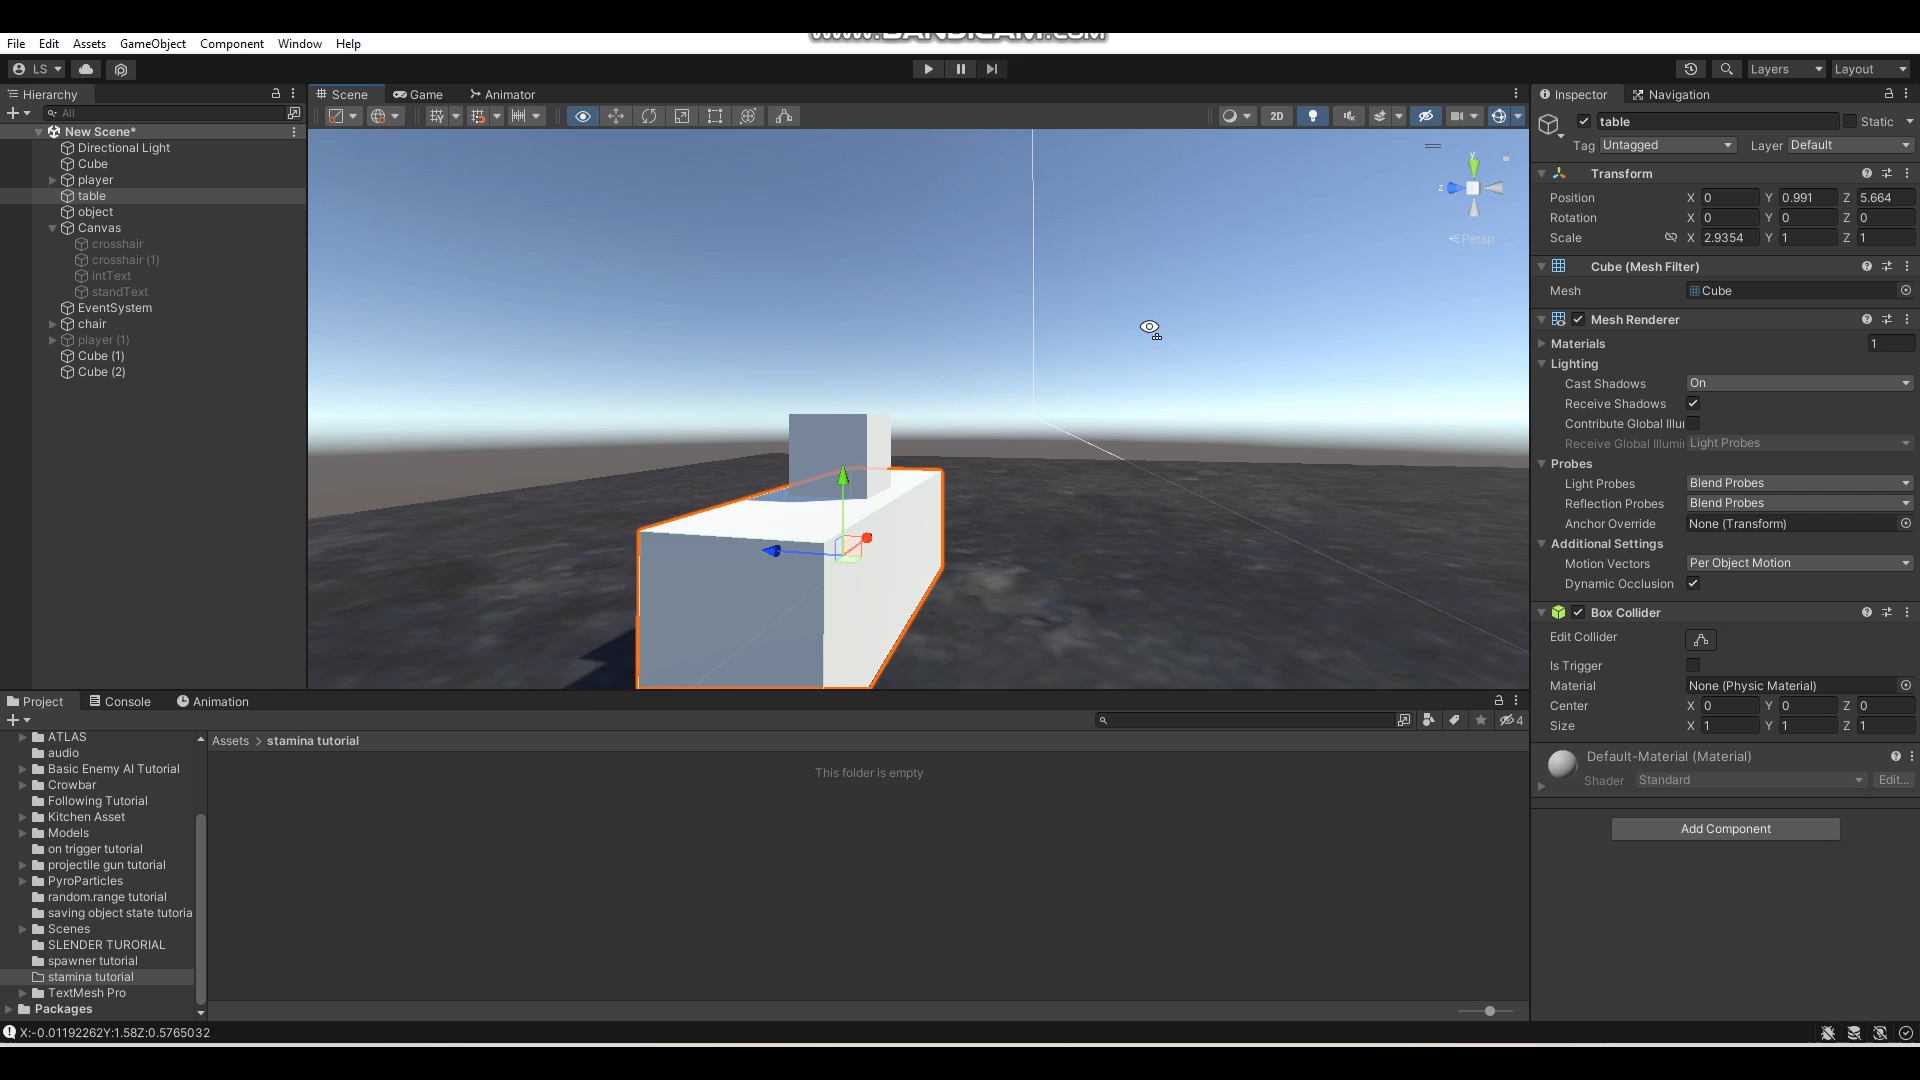 www.BANDICAM.com
File Edit Assets GameObject Component Window Help
LS Layers Layout
Hierarchy
All
New Scene*
Directional Light
Cube
player
table
object
Canvas
crosshair
crosshair (1)
intText
standText
EventSystem
chair
player (1)
Cube (1)
Cube (2)
Scene Game Animator
2D
y
z
Persp
Inspector Navigation
table Static
Tag Untagged Layer Default
Transform
Position X 0 Y 0.991 Z 5.664
Rotation X 0 Y 0 Z 0
Scale X 2.9354 Y 1 Z 1
Cube (Mesh Filter)
Mesh Cube
Mesh Renderer
Materials 1
Lighting
Cast Shadows On
Receive Shadows
Contribute Global Illu
Receive Global Illumi Light Probes
Probes
Light Probes Blend Probes
Reflection Probes Blend Probes
Anchor Override None (Transform)
Additional Settings
Motion Vectors Per Object Motion
Dynamic Occlusion
Box Collider
Edit Collider
Is Trigger
Material None (Physic Material)
Center X 0 Y 0 Z 0
Size X 1 Y 1 Z 1
Default-Material (Material)
Shader Standard Edit...
Add Component
Project Console Animation
4
ATLAS
audio
Basic Enemy AI Tutorial
Crowbar
Following Tutorial
Kitchen Asset
Models
on trigger tutorial
projectile gun tutorial
PyroParticles
random.range tutorial
saving object state tutoria
Scenes
SLENDER TURORIAL
spawner tutorial
stamina tutorial
TextMesh Pro
Packages
Assets > stamina tutorial
This folder is empty
X:-0.01192262Y:1.58Z:0.5765032